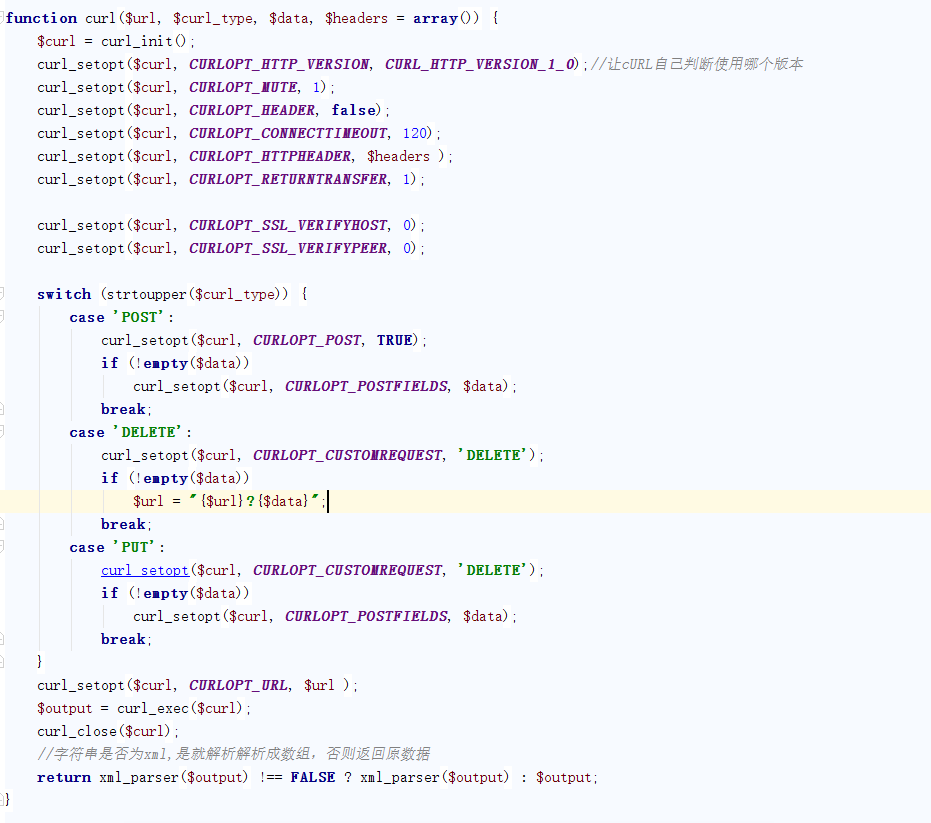 function curl($url, $curl_type, $data, $headers = array()) {
$curl = curl_init();
curl_setopt($curl, CURLOPT_HTTP_VERSION, CURL_HTTP_VERSION_1_0);//让cURL自己判断使用哪个版本
curl_setopt($curl, CURLOPT_MUTE, 1);
curl_setopt($curl, CURLOPT_HEADER, false);
curl_setopt($curl, CURLOPT_CONNECTTIMEOUT, 120);
curl_setopt($curl, CURLOPT_HTTPHEADER, $headers );
curl_setopt($curl, CURLOPT_RETURNTRANSFER, 1);
curl_setopt($curl, CURLOPT_SSL_VERIFYHOST, 0);
curl_setopt($curl, CURLOPT_SSL_VERIFYPEER, 0);
switch (strtoupper($curl_type)) {
case 'POST':
curl_setopt($curl, CURLOPT_POST, TRUE);
if (!empty($data))
curl_setopt($curl, CURLOPT_POSTFIELDS, $data);
break;
case 'DELETE':
curl_setopt($curl, CURLOPT_CUSTOMREQUEST, 'DELETE');
if (!empty($data))
$url = "{$url}?{$data}";
break;
case 'PUT':
curl_setopt($curl, CURLOPT_CUSTOMREQUEST, 'DELETE');
if (!empty($data))
curl_setopt($curl, CURLOPT_POSTFIELDS, $data);
break;
}
curl_setopt($curl, CURLOPT_URL, $url );
$output = curl_exec($curl);
curl_close($curl);
//字符串是否为xml,是就解析解析成数组，否则返回原数据
return xml_parser($output) !== FALSE ? xml_parser($output) : $output;
}